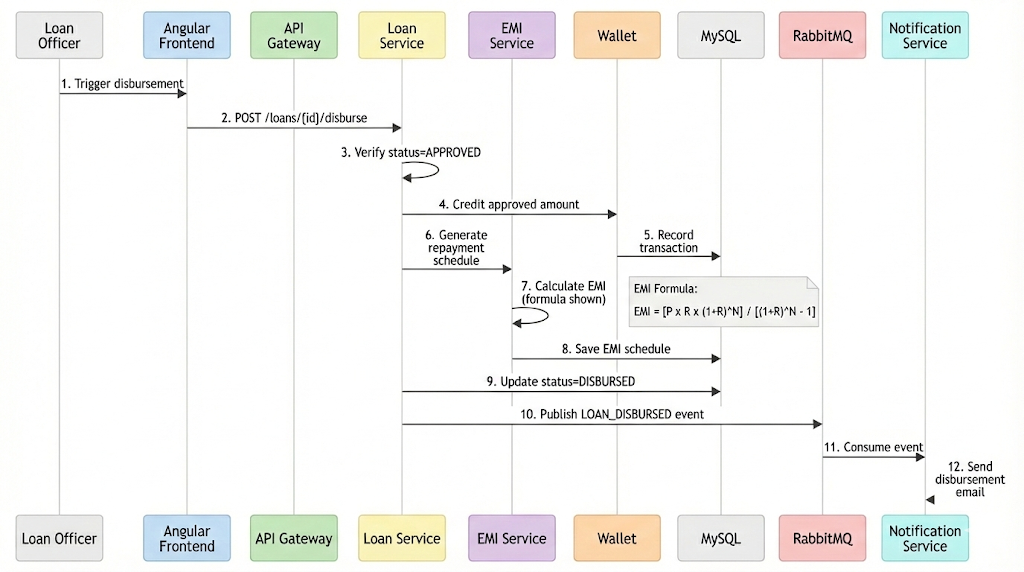 Loan
Officer
Angular
Frontend
API
Gateway
Loan
Service
EMI
Service
Wallet
MySQL
RabbitMQ
Notification
Service
1. Trigger disbursement
2. POST /loans/{id}/disburse
3. Verify status=APPROVED
4. Credit approved amount
6. Generate
repayment
schedule
5. Record
transaction
7. Calculate EMI
(formula shown)
EMI Formula:
EMI = [P x R x (1+R)^N] / [(1+R)^N - 1]
8. Save EMI schedule
9. Update status=DISBURSED
10. Publish LOAN_DISBURSED event
11. Consume event
12. Send
disbursement
email
Loan Officer
Angular
Frontend
API Gateway
Loan Service
EMI Service
Wallet
MySQL
RabbitMQ
Notification
Service